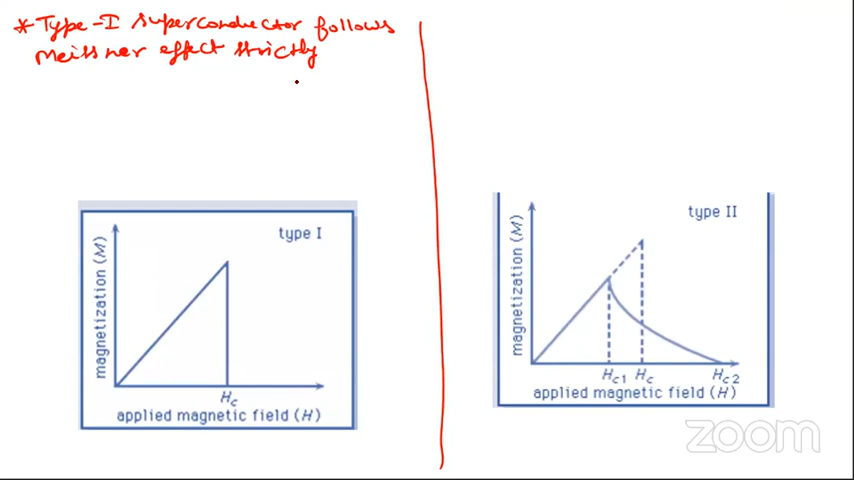 * Type-I superconductor follows
Meissner effect strictly
type I
magnetization (M)
Hc
applied magnetic field (H)
type II
magnetization (M)
Hc1 Hc Hc2
applied magnetic field (H)
zoom